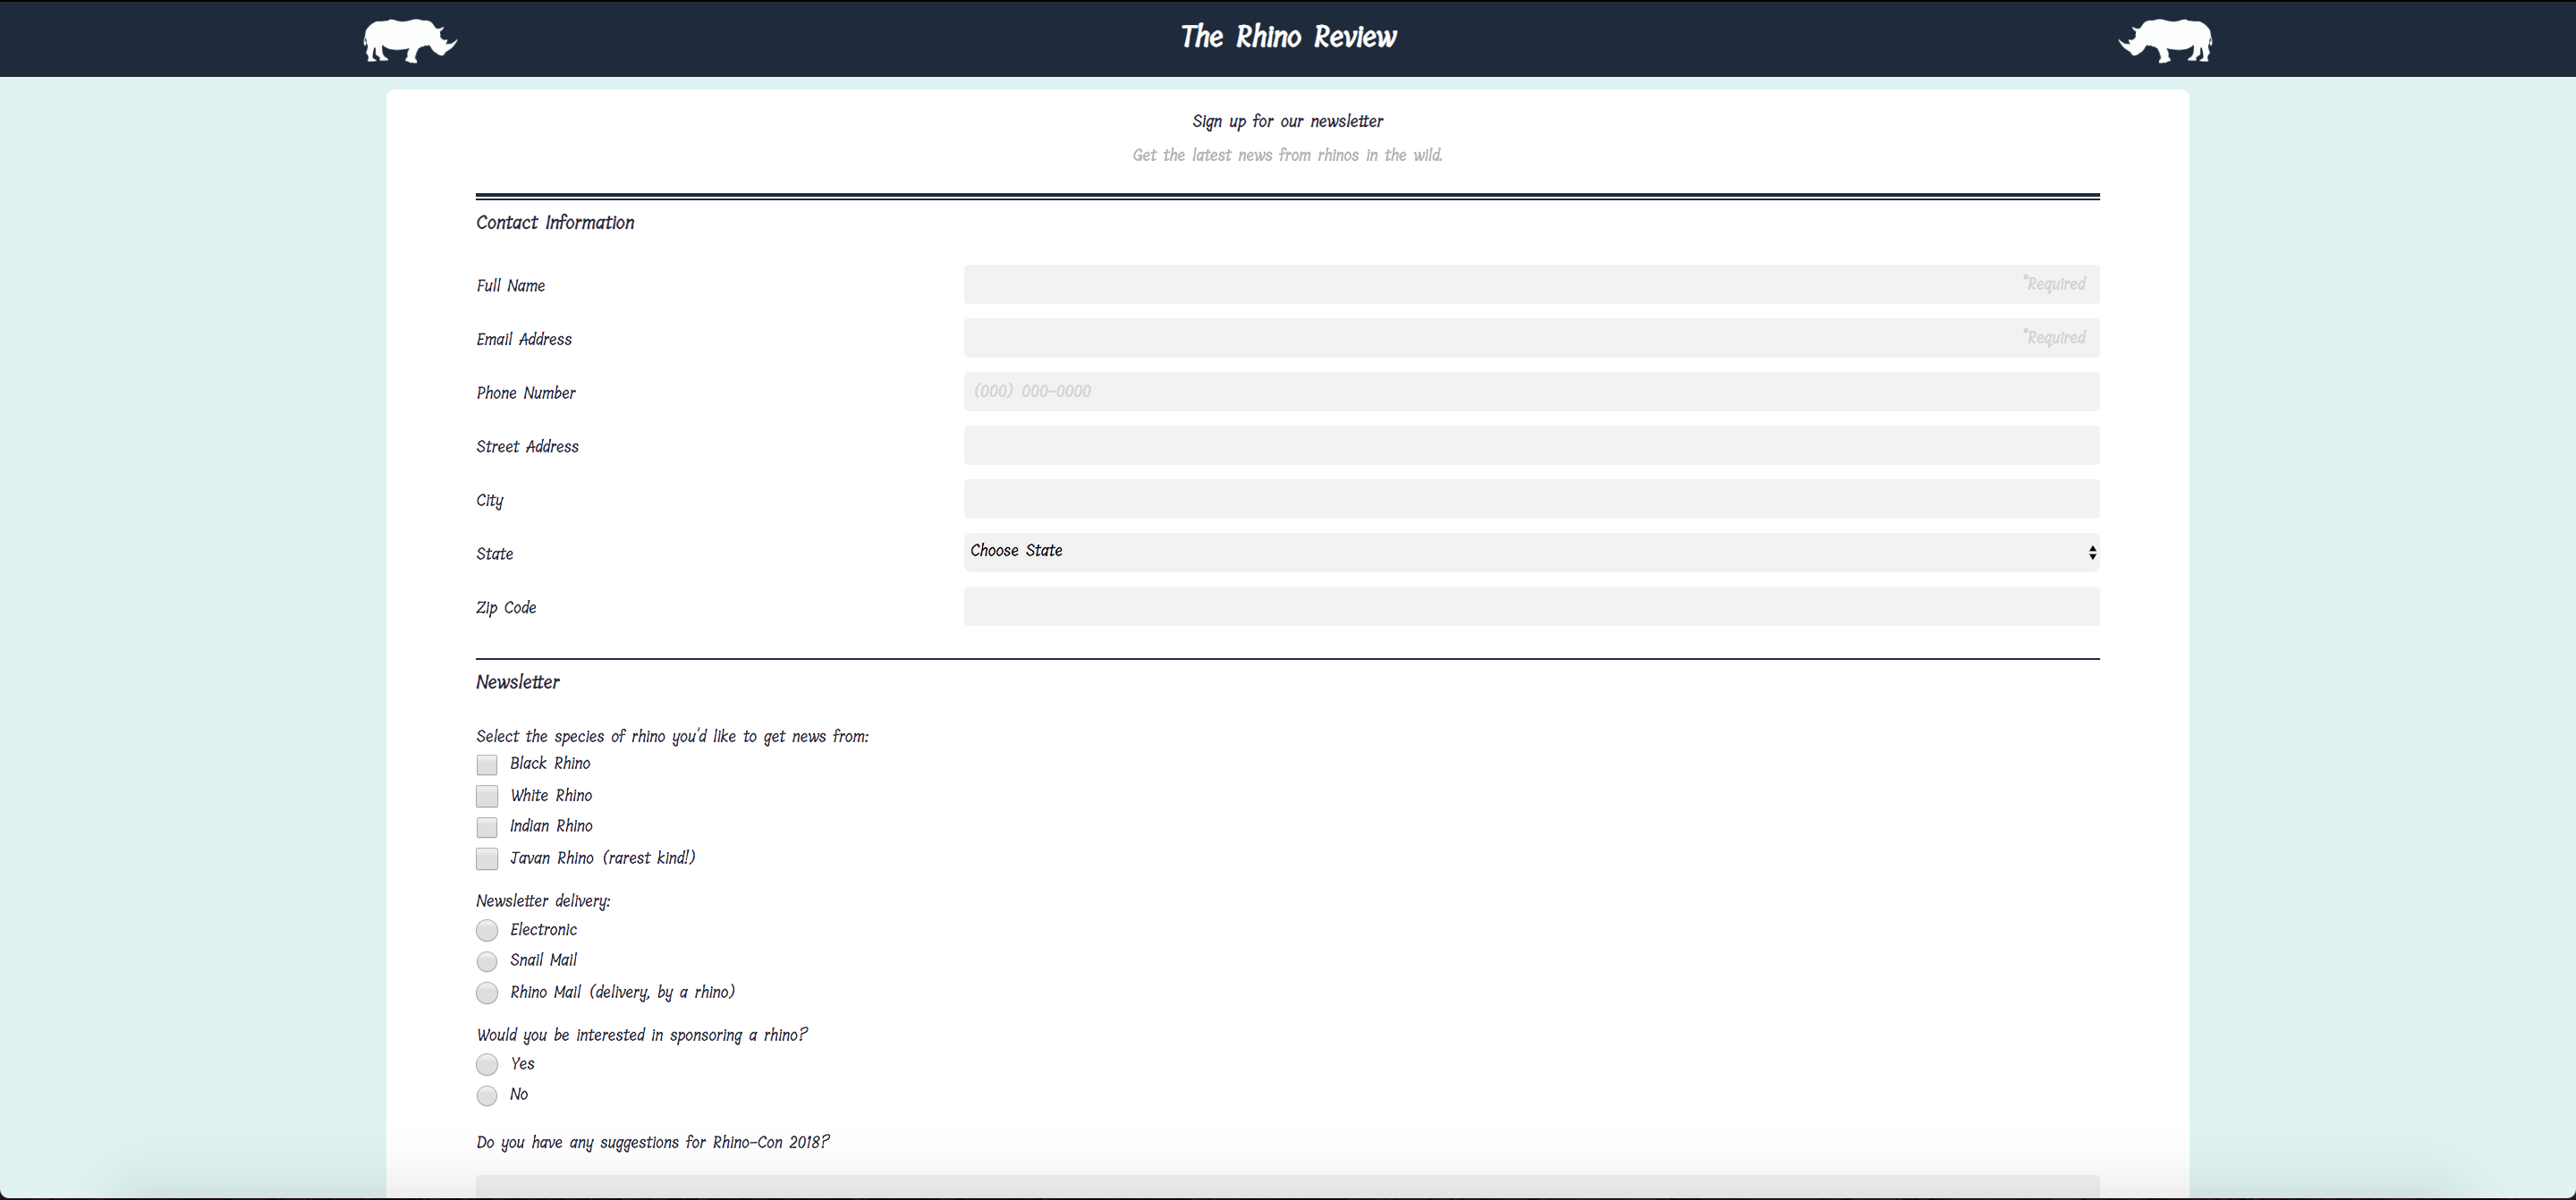 The Rhino Review
Sign up for our newsletter
Get the latest news from rhinos in the wild.
Contact Information
Full Name *Required
Email Address *Required
Phone Number (000) 000-0000
Street Address
City
State Choose State
Zip Code
Newsletter
Select the species of rhino you'd like to get news from:
Black Rhino
White Rhino
Indian Rhino
Javan Rhino (rarest kind!)
Newsletter delivery:
Electronic
Snail Mail
Rhino Mail (delivery, by a rhino)
Would you be interested in sponsoring a rhino?
Yes
No
Do you have any suggestions for Rhino-Con 2018?